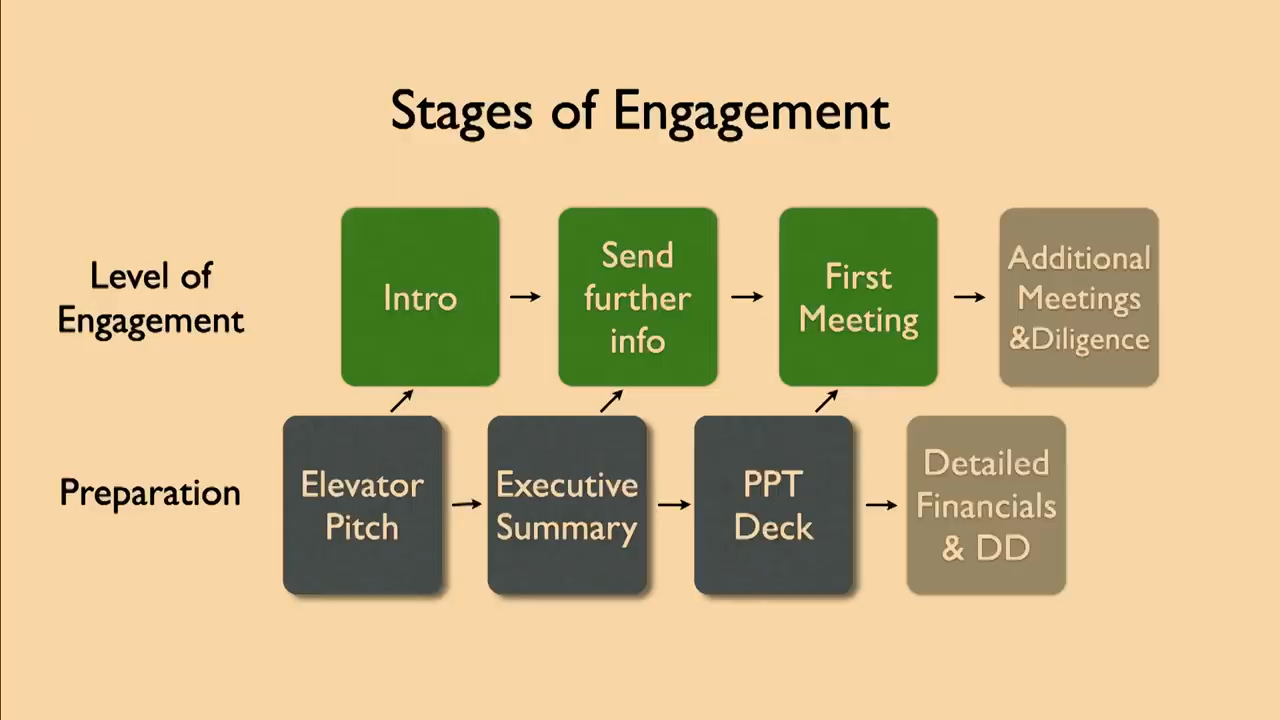 Stages of Engagement
Level of
Engagement
Intro
Send
further
info
First
Meeting
Additional
Meetings
&Diligence
Preparation
Elevator
Pitch
Executive
Summary
PPT
Deck
Detailed
Financials
& DD